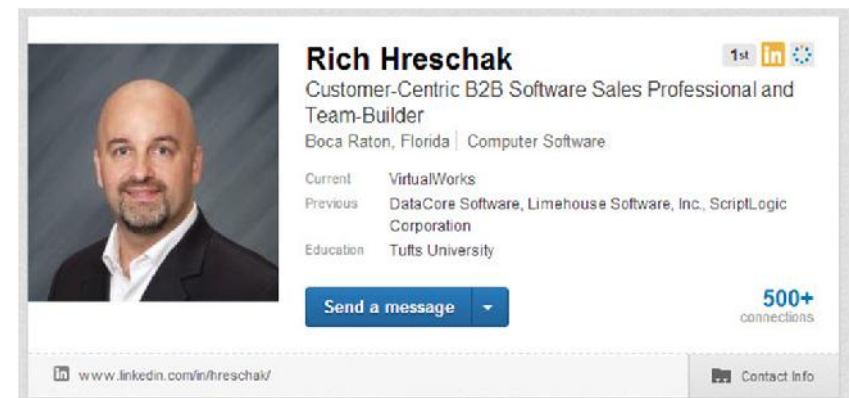 Rich Hreschak
1st in
Customer-Centric B2B Software Sales Professional and
Team-Builder
Boca Raton, Florida | Computer Software
Current VirtualWorks
Previous DataCore Software, Limehouse Software, Inc., ScriptLogic
Corporation
Education Tufts University
Send a message
500+
connections
in www.linkedin.com/in/hreschak/
Contact Info